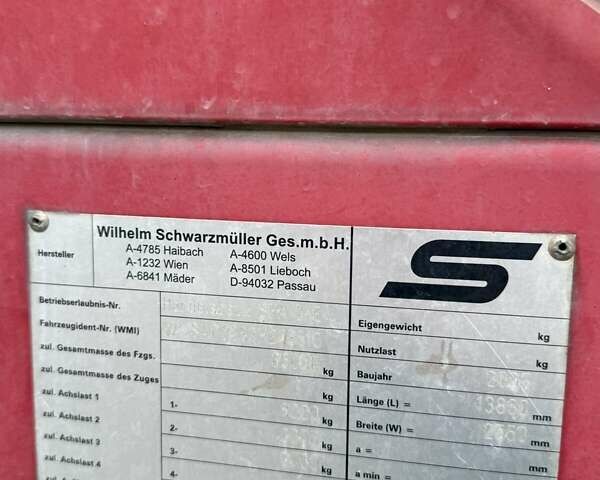 Wilhelm Schwarzmüller Ges.m.b.H.
Hersteller
A-4785 Haibach A-4600 Wels
A-1232 Wien A-8501 Lieboch
A-6841 Mäder D-94032 Passau
Betriebserlaubnis-Nr.
Fahrzeugident-Nr. (WMI)
zul. Gesamtmasse des Fzgs. kg
zul. Gesamtmasse des Zuges kg
zul. Achslast 1 1- kg
zul. Achslast 2 2- kg
zul. Achslast 3 3- kg
zul. Achslast 4 4- kg
S
Eigengewicht kg
Nutzlast kg
Baujahr
Länge (L) = mm
Breite (W) = mm
a = mm
a min = mm